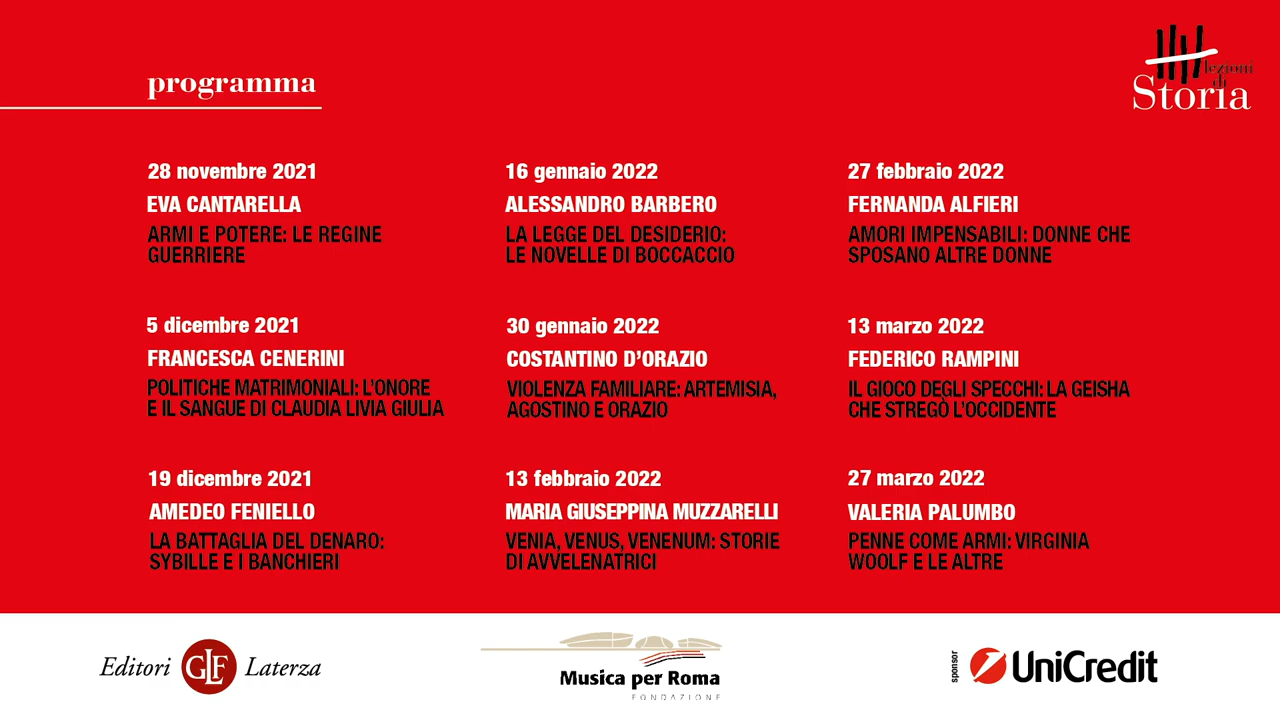 programma
lezioni
di
Storia
28 novembre 2021
EVA CANTARELLA
ARMI E POTERE: LE REGINE
GUERRIERE
5 dicembre 2021
FRANCESCA CENERINI
POLITICHE MATRIMONIALI: L'ONORE
E IL SANGUE DI CLAUDIA LIVIA GIULIA
19 dicembre 2021
AMEDEO FENIELLO
LA BATTAGLIA DEL DENARO:
SYBILLE E I BANCHIERI
16 gennaio 2022
ALESSANDRO BARBERO
LA LEGGE DEL DESIDERIO:
LE NOVELLE DI BOCCACCIO
30 gennaio 2022
COSTANTINO D'ORAZIO
VIOLENZA FAMILIARE: ARTEMISIA,
AGOSTINO E ORAZIO
13 febbraio 2022
MARIA GIUSEPPINA MUZZARELLI
VENIA, VENUS, VENENUM: STORIE
DI AVVELENATRICI
27 febbraio 2022
FERNANDA ALFIERI
AMORI IMPENSABILI: DONNE CHE
SPOSANO ALTRE DONNE
13 marzo 2022
FEDERICO RAMPINI
IL GIOCO DEGLI SPECCHI: LA GEISHA
CHE STREGÒ L'OCCIDENTE
27 marzo 2022
VALERIA PALUMBO
PENNE COME ARMI: VIRGINIA
WOOLF E LE ALTRE
Editori GLF Laterza
Musica per Roma
FONDAZIONE
sponsor
UniCredit